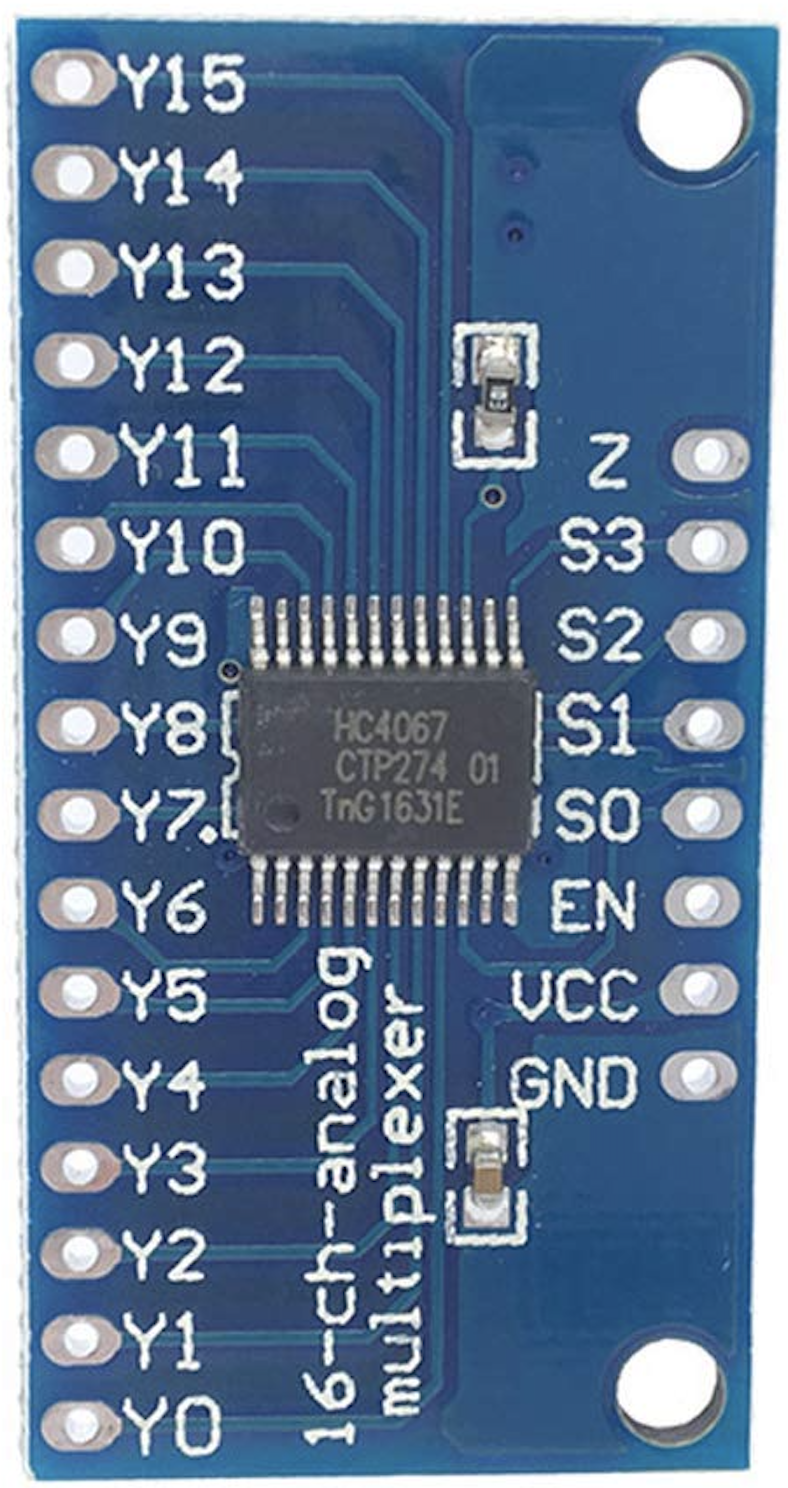 Y15
Y14
Y13
Y12
Y11
Y10
Y9
Y8
Y7
Y6
Y5
Y4
Y3
Y2
Y1
Y0
HC4067
CTP274 01
TnG1631E
16-ch-analog
multiplexer
Z
S3
S2
S1
S0
EN
VCC
GND